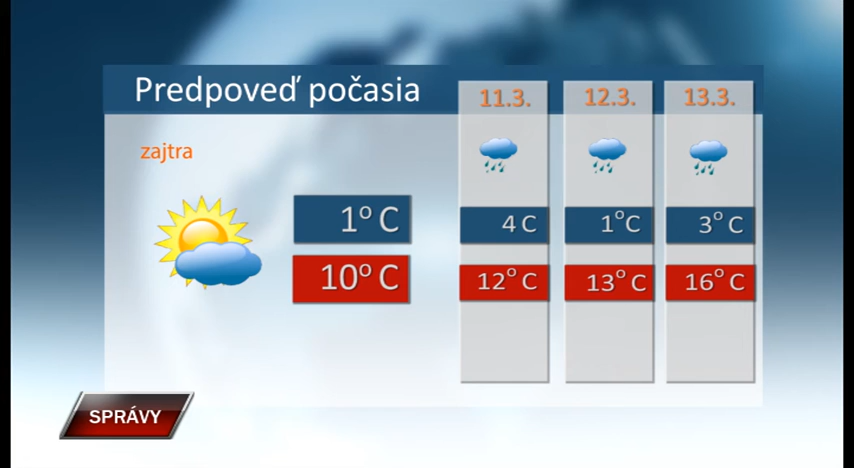 Predpoveď počasia
zajtra
1° C
10° C
11.3.
4 C
12° C
12.3.
1°C
13° C
13.3.
3° C
16° C
SPRÁVY